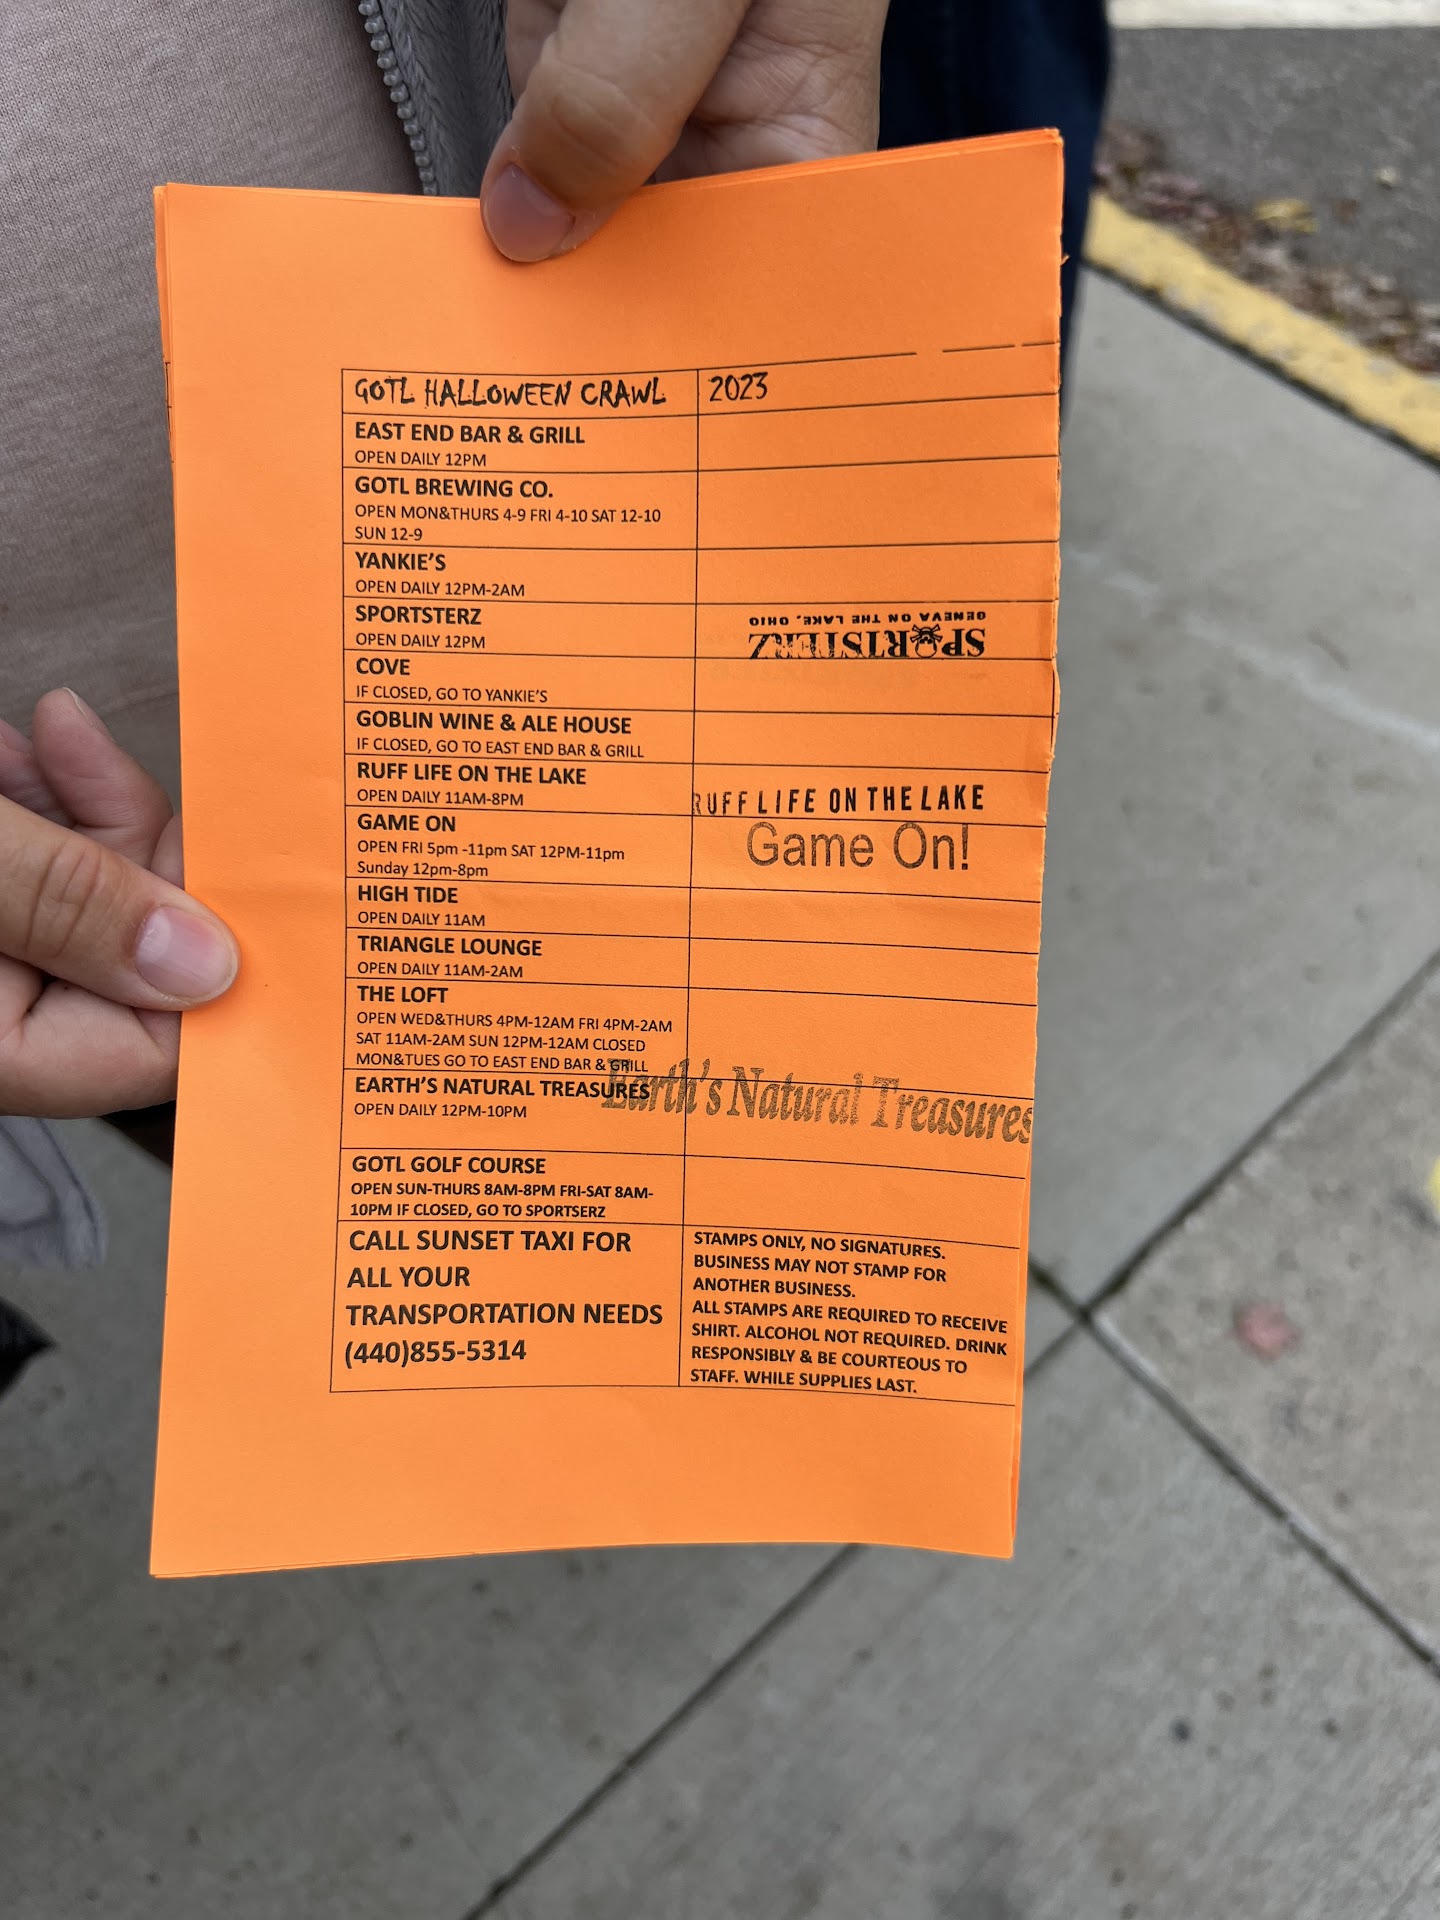 GOTL HALLOWEEN CRAWL 2023
EAST END BAR & GRILL
OPEN DAILY 12PM
GOTL BREWING CO.
OPEN MON&THURS 4-9 FRI 4-10 SAT 12-10
SUN 12-9
YANKIE'S
OPEN DAILY 12PM-2AM
SPORTSTERZ
OPEN DAILY 12PM
SPORTSTERZ
GENEVA ON THE LAKE, OHIO
COVE
IF CLOSED, GO TO YANKIE'S
GOBLIN WINE & ALE HOUSE
IF CLOSED, GO TO EAST END BAR & GRILL
RUFF LIFE ON THE LAKE
OPEN DAILY 11AM-8PM
RUFF LIFE ON THE LAKE
GAME ON
OPEN FRI 5pm -11pm SAT 12PM-11pm
Sunday 12pm-8pm
Game On!
HIGH TIDE
OPEN DAILY 11AM
TRIANGLE LOUNGE
OPEN DAILY 11AM-2AM
THE LOFT
OPEN WED&THURS 4PM-12AM FRI 4PM-2AM
SAT 11AM-2AM SUN 12PM-12AM CLOSED
MON&TUES GO TO EAST END BAR & GRILL
EARTH'S NATURAL TREASURES
OPEN DAILY 12PM-10PM
Earth's Natural Treasures
GOTL GOLF COURSE
OPEN SUN-THURS 8AM-8PM FRI-SAT 8AM-
10PM IF CLOSED, GO TO SPORTSERZ
CALL SUNSET TAXI FOR
ALL YOUR
TRANSPORTATION NEEDS
(440)855-5314
STAMPS ONLY, NO SIGNATURES.
BUSINESS MAY NOT STAMP FOR
ANOTHER BUSINESS.
ALL STAMPS ARE REQUIRED TO RECEIVE
SHIRT. ALCOHOL NOT REQUIRED. DRINK
RESPONSIBLY & BE COURTEOUS TO
STAFF. WHILE SUPPLIES LAST.